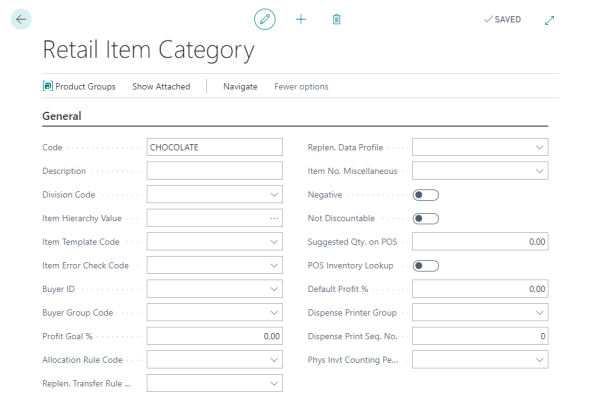 SAVED
Retail Item Category
Product Groups Show Attached Navigate Fewer options
General
Code CHOCOLATE
Replen. Data Profile
Description
Item No. Miscellaneous
Division Code
Negative
Item Hierarchy Value
Not Discountable
Item Template Code
Suggested Qty. on POS 0,00
Item Error Check Code
POS Inventory Lookup
Buyer ID
Default Profit % 0,00
Buyer Group Code
Dispense Printer Group
Profit Goal % 0,00
Dispense Print Seq. No. 0
Allocation Rule Code
Phys Invt Counting Pe...
Replen. Transfer Rule ...